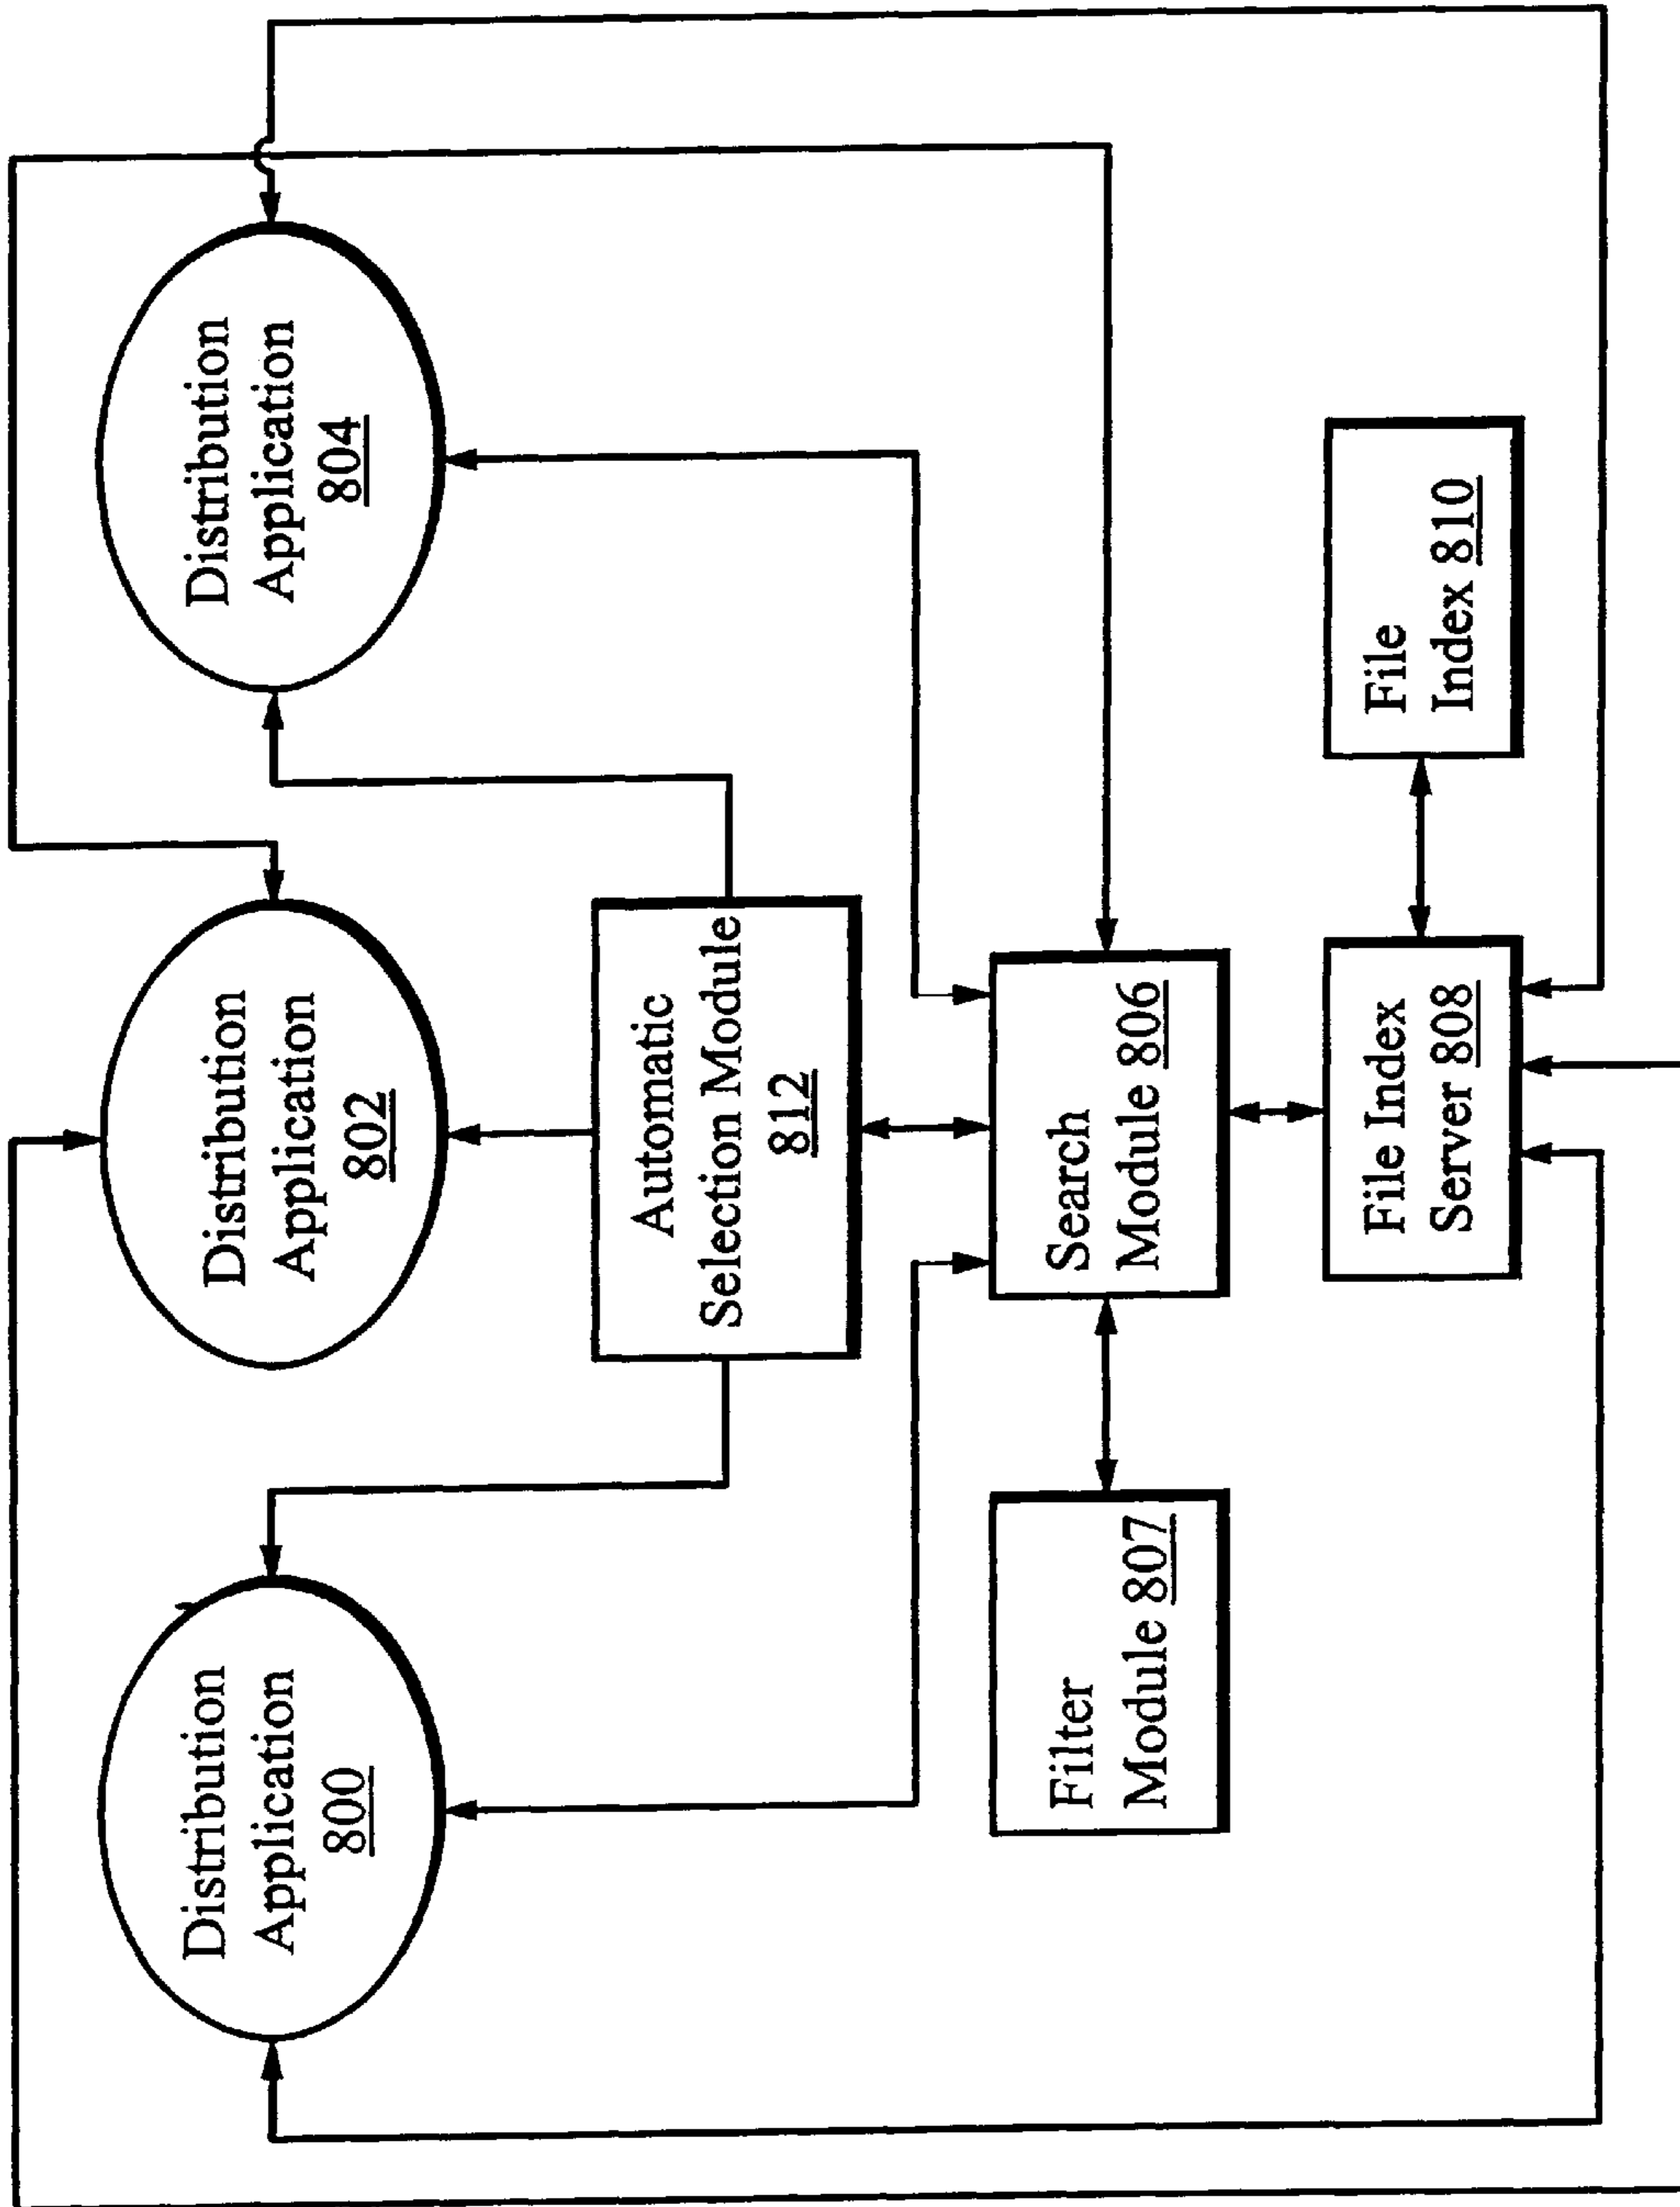 Distribution
Application
800
Distribution
Application
802
Distribution
Application
804
Automatic
Selection Module
812
Filter
Module 807
Search
Module 806
File Index
Server 808
File
Index 810